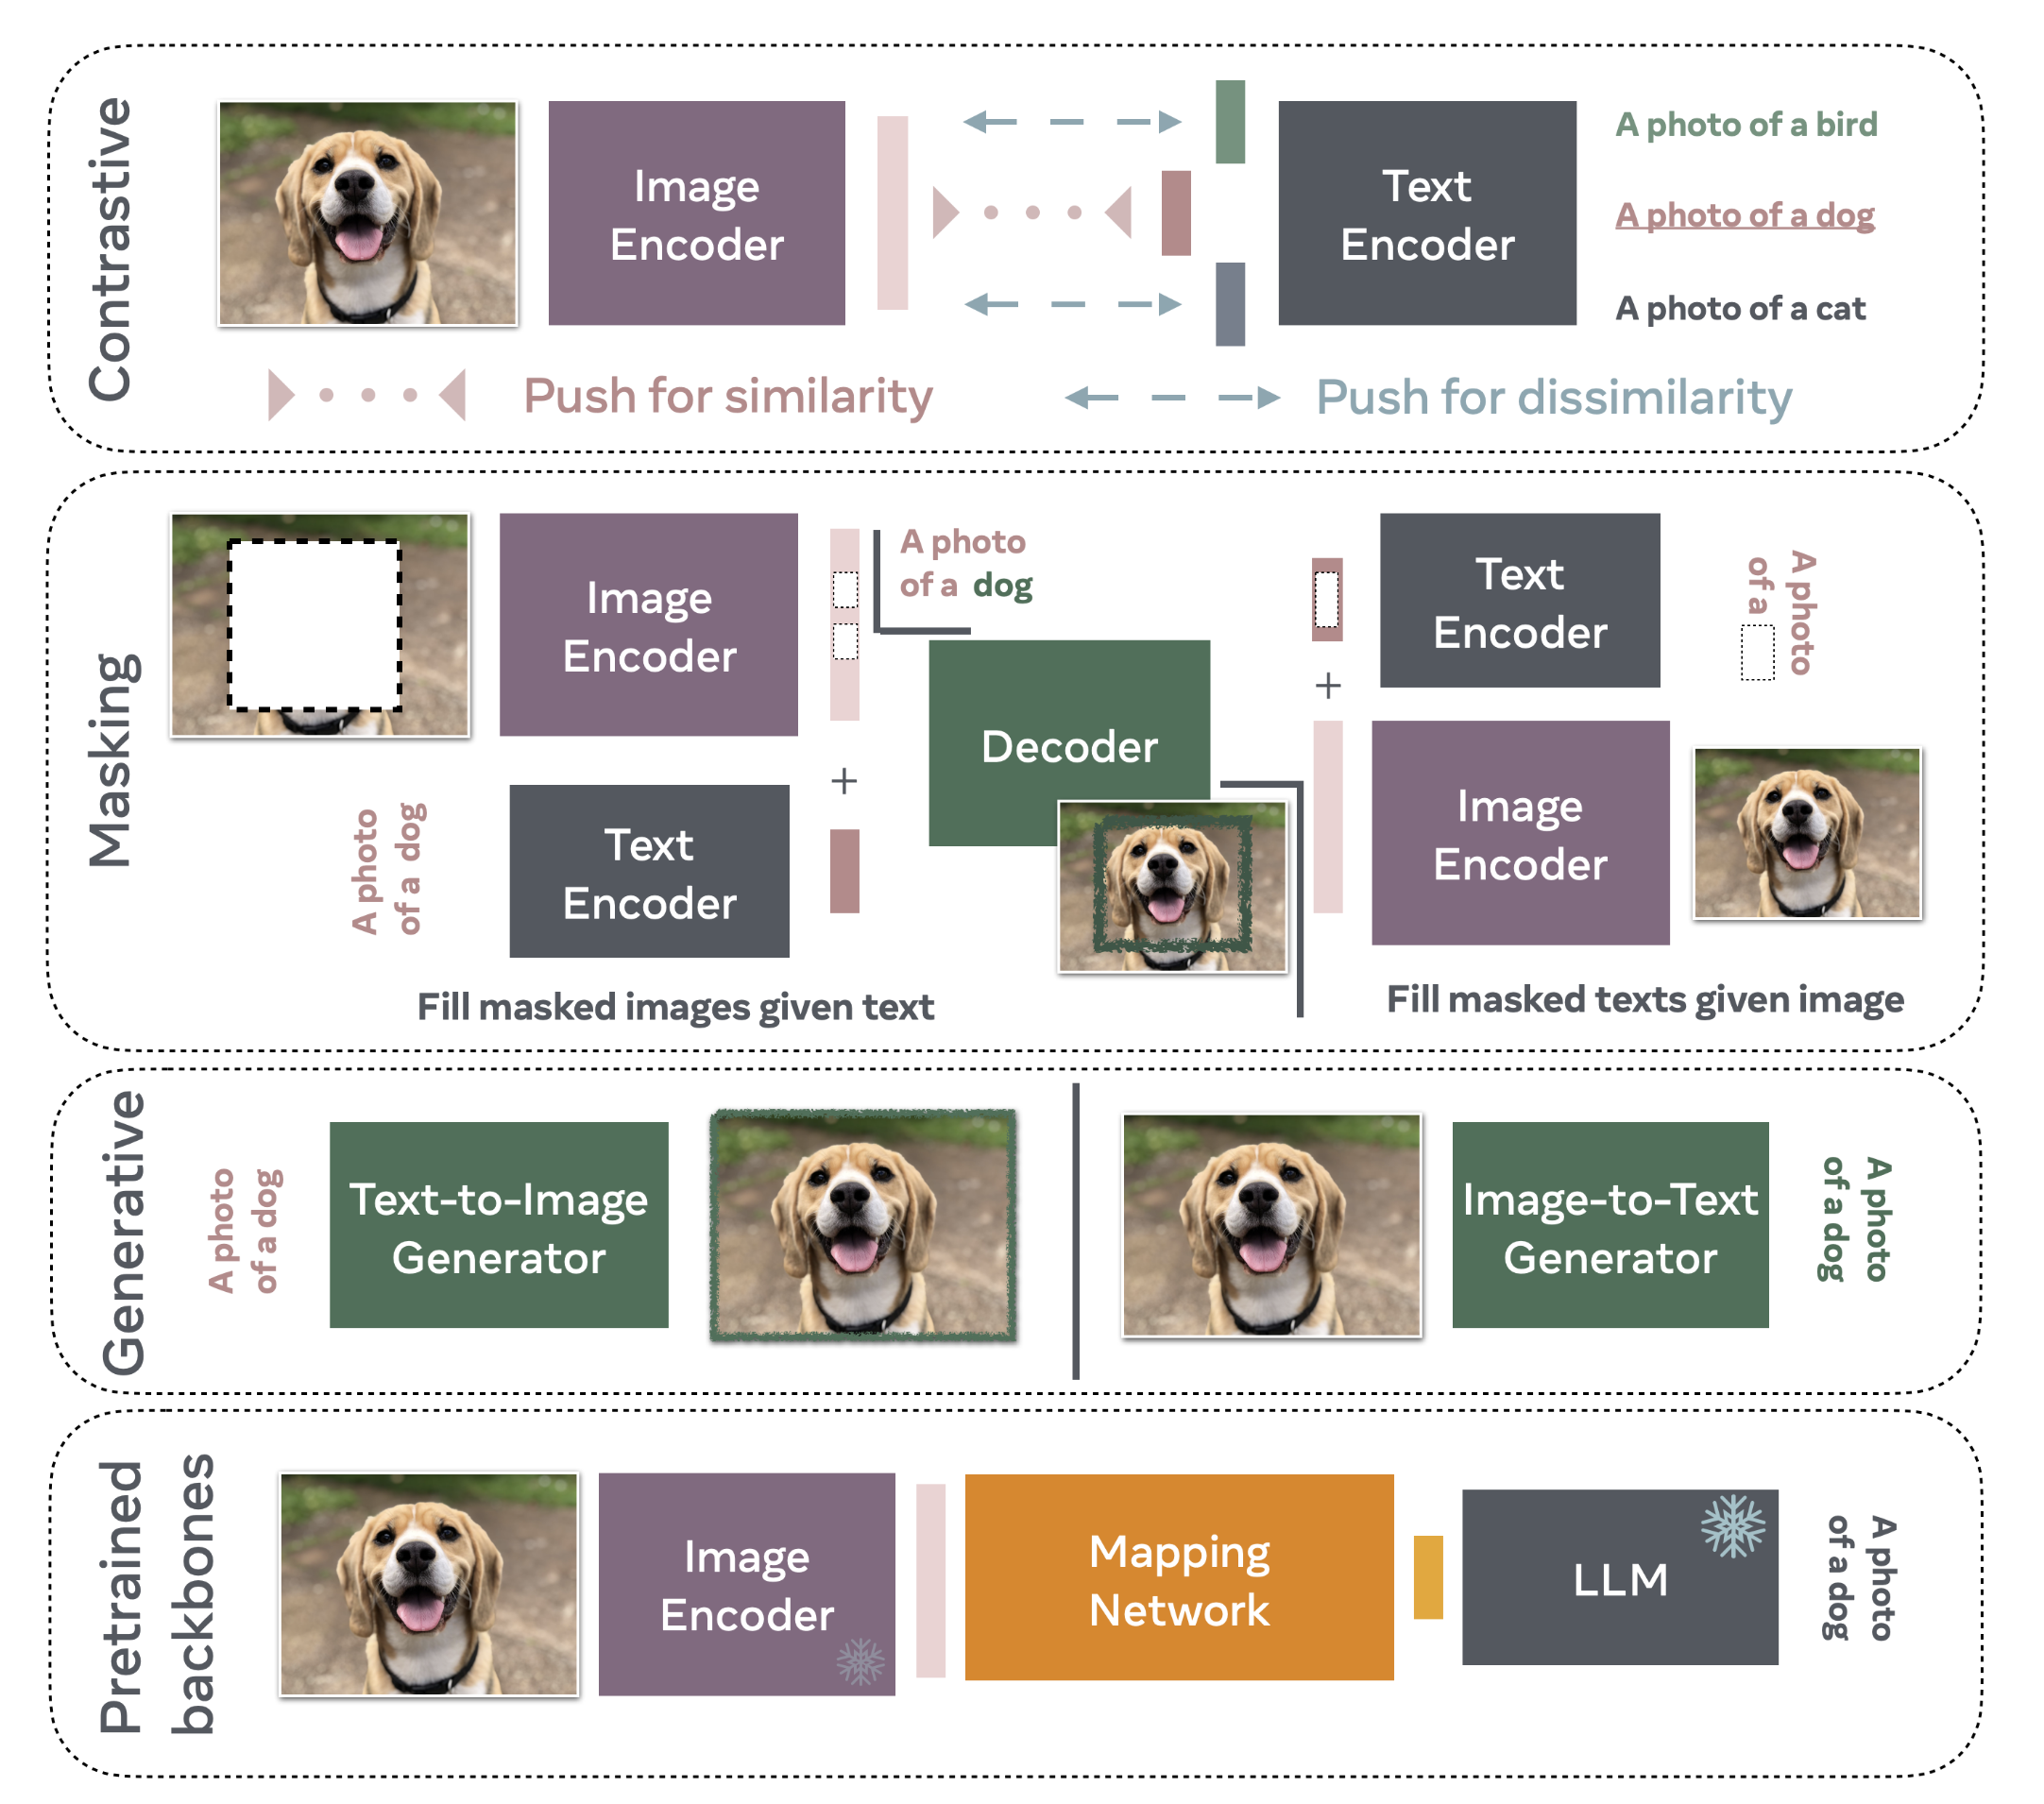 Contrastive
Image
Encoder
Text
Encoder
A photo of a bird
A photo of a dog
A photo of a cat
Push for similarity
Push for dissimilarity
Masking
Image
Encoder
A photo
of a dog
Text
Encoder
A photo
of a dog
Decoder
Text
Encoder
A photo
of a
+
+
Image
Encoder
Fill masked images given text
Fill masked texts given image
Generative
A photo
of a dog
Text-to-Image
Generator
Image-to-Text
Generator
A photo
of a dog
Pretrained
backbones
Image
Encoder
Mapping
Network
LLM
A photo
of a dog